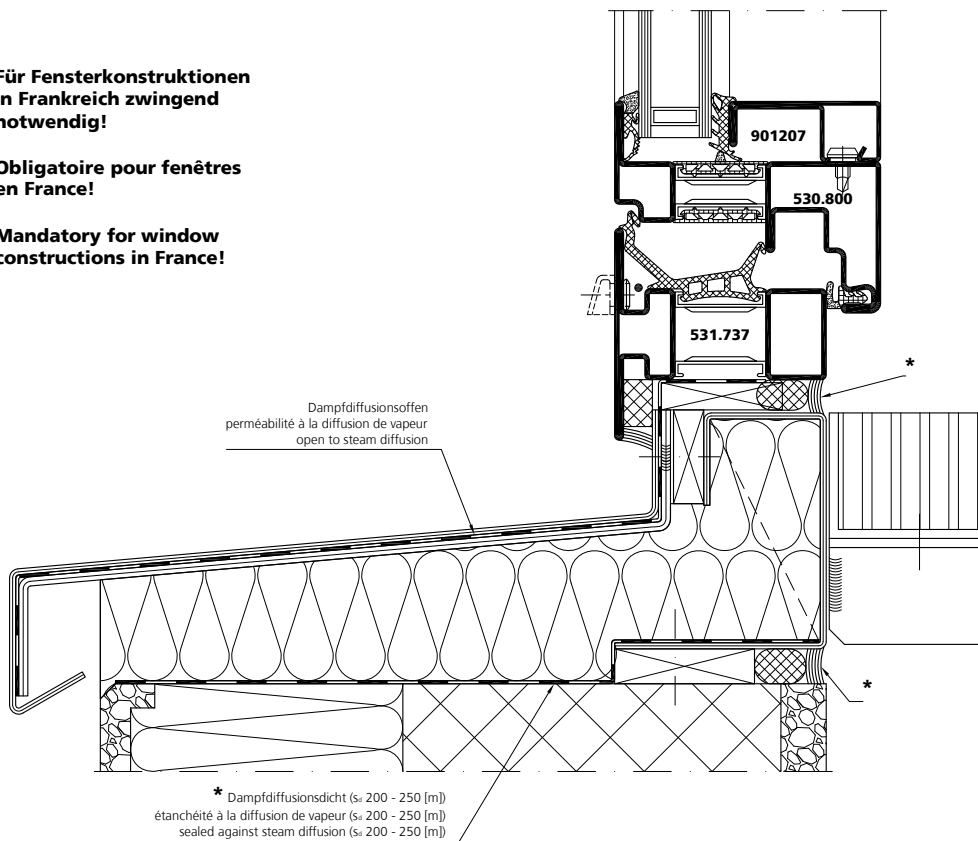 Für Fensterkonstruktionen
in Frankreich zwingend
notwendig!
Obligatoire pour fenêtres
en France!
Mandatory for window
constructions in France!
901207
530.800
531.737
*
Dampfdiffusionsoffen
perméabilité à la diffusion de vapeur
open to steam diffusion
*
* Dampfdiffusionsdicht (sd 200 - 250 [m])
étanchéité à la diffusion de vapeur (sd 200 - 250 [m])
sealed against steam diffusion (sd 200 - 250 [m])